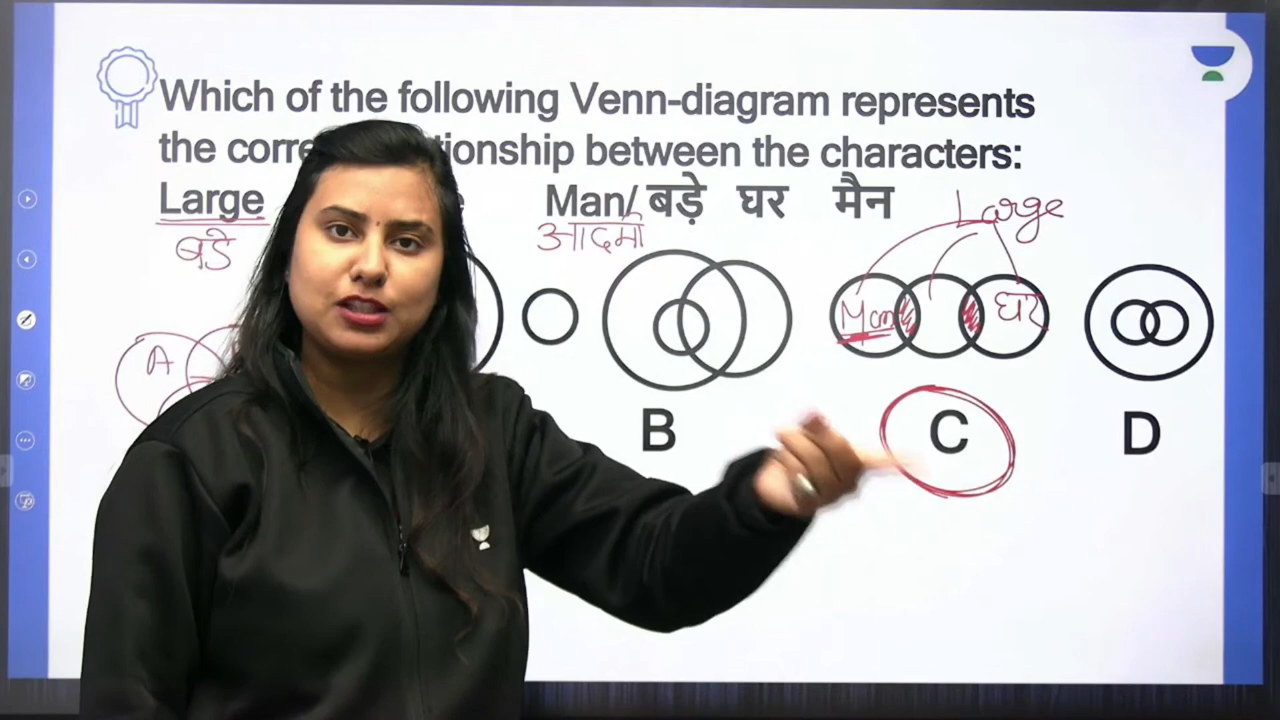 Which of the following Venn-diagram represents
the corre tionship between the characters:
Large Man/ बड़े घर मैन
Large
बडे
आदमी
A
Man
घर
B
C
D